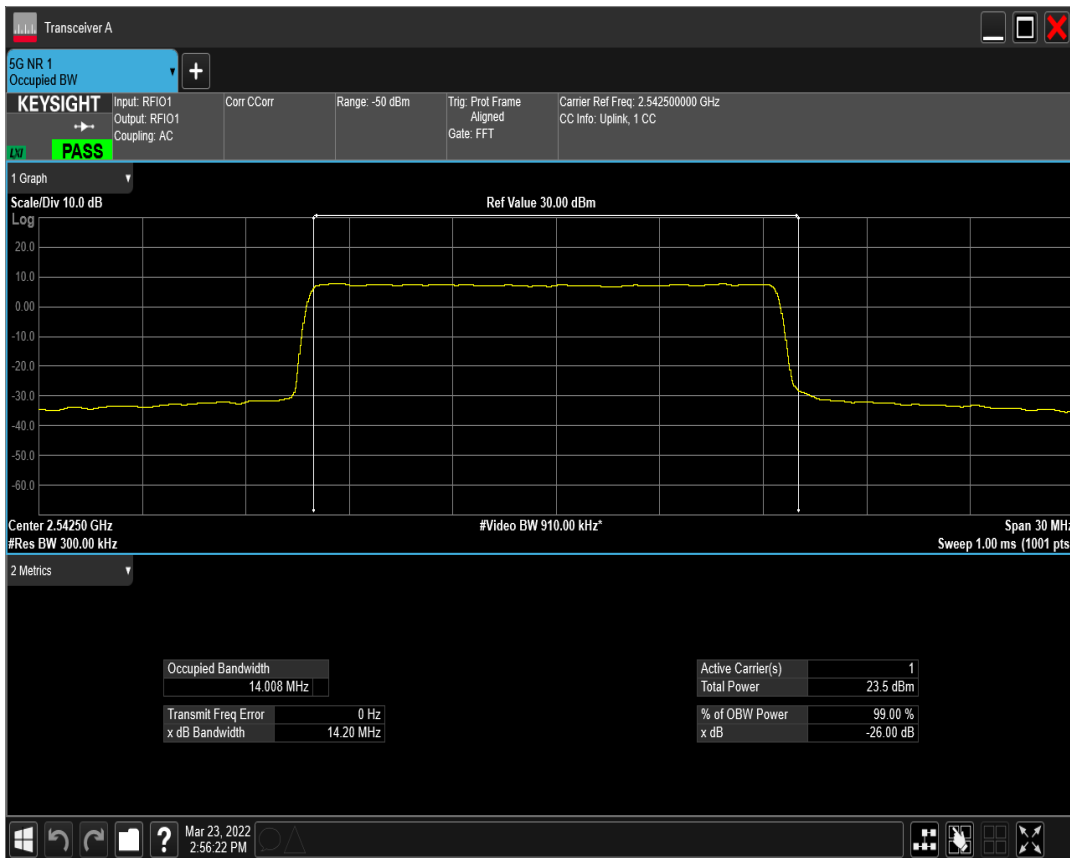 Transceiver A
5G NR 1
Occupied BW
KEYSIGHT
LXI
PASS
Input: RFIO1
Output: RFIO1
Coupling: AC
Corr CCorr
Range: -50 dBm
Trig: Prot Frame
Aligned
Gate: FFT
Carrier Ref Freq: 2.542500000 GHz
CC Info: Uplink, 1 CC
1 Graph
Scale/Div 10.0 dB
Ref Value 30.00 dBm
Log
20.0
10.0
0.00
-10.0
-20.0
-30.0
-40.0
-50.0
-60.0
Center 2.54250 GHz
#Video BW 910.00 kHz*
Span 30 MHz
#Res BW 300.00 kHz
Sweep 1.00 ms (1001 pts
2 Metrics
Occupied Bandwidth
14.008 MHz
Transmit Freq Error 0 Hz
x dB Bandwidth 14.20 MHz
Active Carrier(s) 1
Total Power 23.5 dBm
% of OBW Power 99.00 %
x dB -26.00 dB
?
Mar 23, 2022
2:56:22 PM